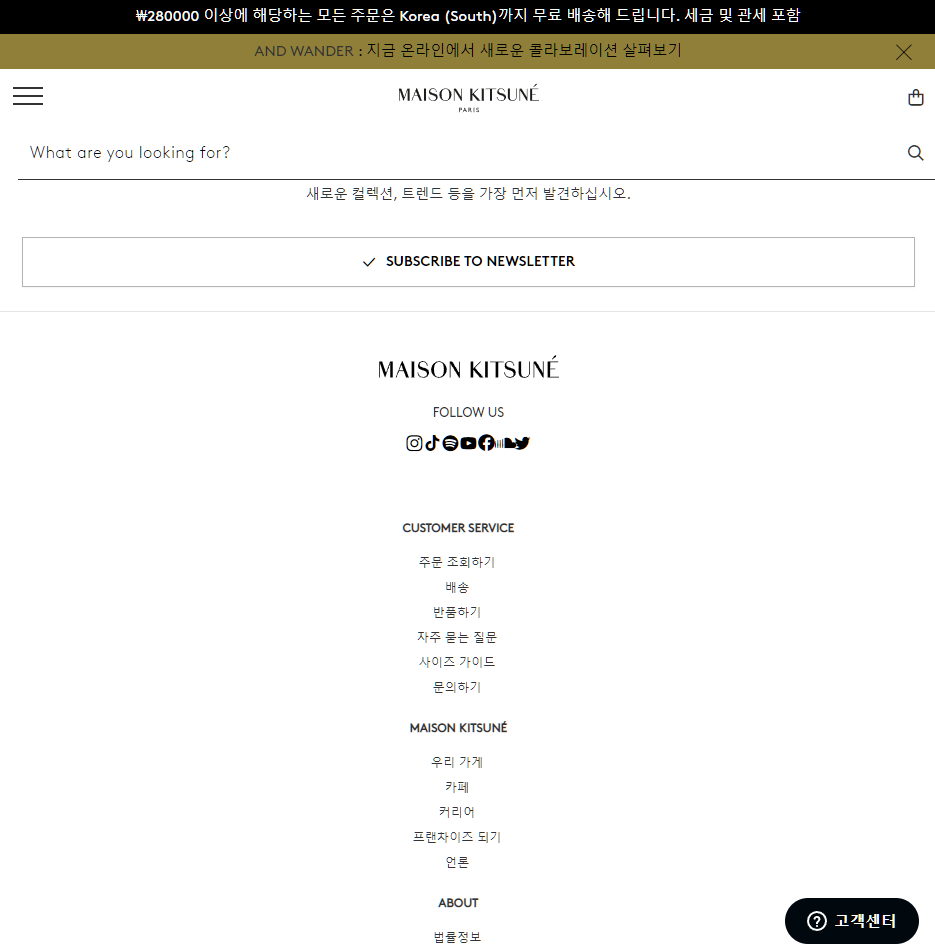 ₩280000 이상에 해당하는 모든 주문은 Korea (South)까지 무료 배송해 드립니다. 세금 및 관세 포함
AND WANDER : 지금 온라인에서 새로운 콜라보레이션 살펴보기
MAISON KITSUNÉ
PARIS
What are you looking for?
새로운 컬렉션, 트렌드 등을 가장 먼저 발견하십시오.
SUBSCRIBE TO NEWSLETTER
MAISON KITSUNÉ
FOLLOW US
CUSTOMER SERVICE
주문 조회하기
배송
반품하기
자주 묻는 질문
사이즈 가이드
문의하기
MAISON KITSUNÉ
우리 가게
카페
커리어
프랜차이즈 되기
언론
ABOUT
법률정보
고객센터